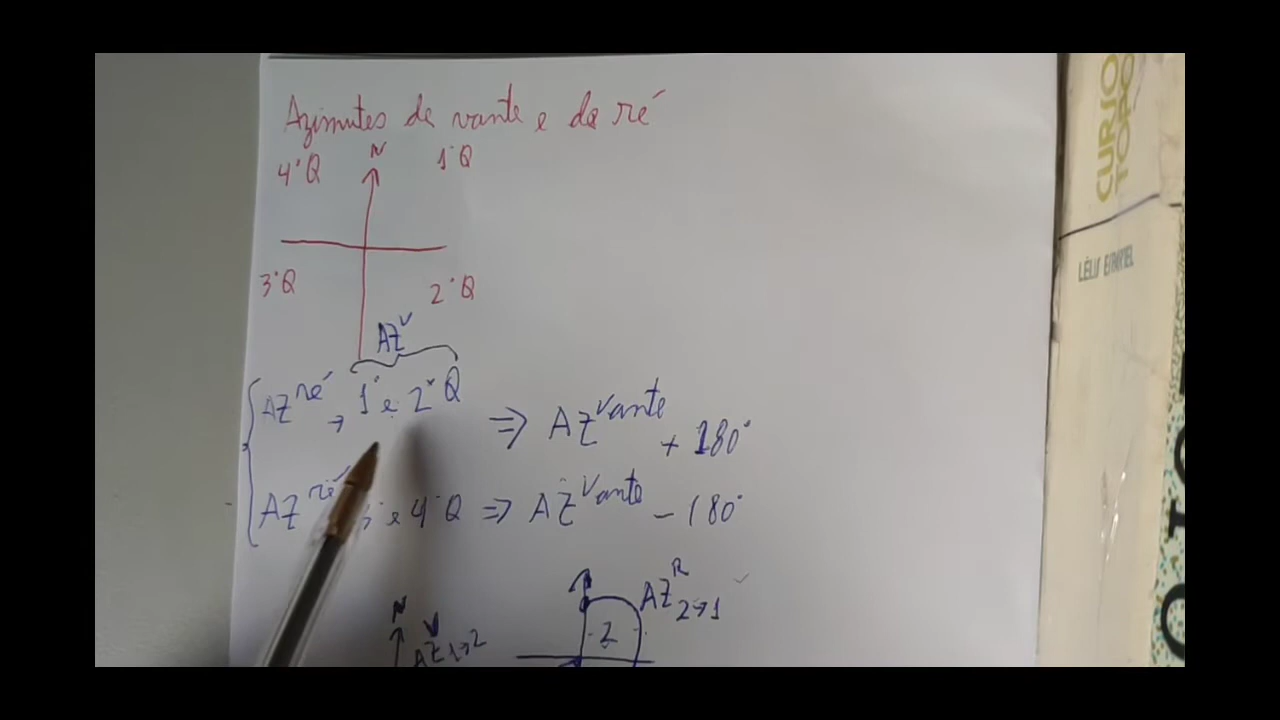 Azimutes de vante e de ré
4°Q N 1°Q
3°Q 2°Q
AZ^V
AZ^ré → 1° e 2° Q ⇒ AZ^Vante + 180°
AZ^ré e 4° Q ⇒ AZ^Vante - 180°
N AZ^V 1→2
2 AZ^R 2→1
CURSO
TOPO
LÉLIS ESPARTEL